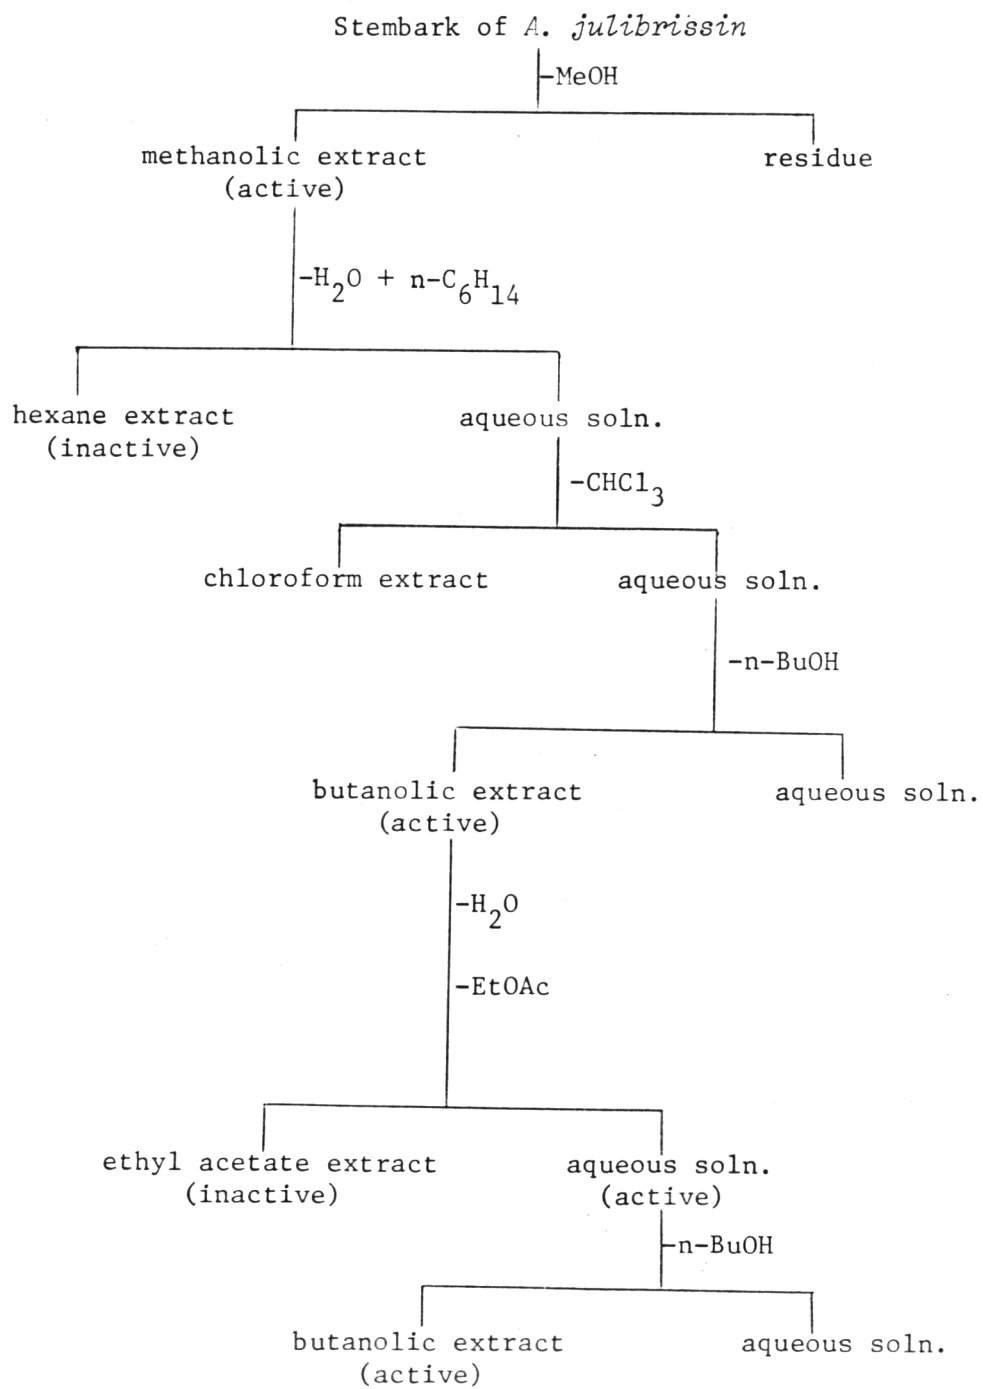 Stembark of A. julibrissin
-MeOH
methanolic extract
(active)
residue
-H2O + n-C6H14
hexane extract
(inactive)
aqueous soln.
-CHCl3
chloroform extract
aqueous soln.
-n-BuOH
butanolic extract
(active)
aqueous soln.
-H2O
-EtOAc
ethyl acetate extract
(inactive)
aqueous soln.
(active)
-n-BuOH
butanolic extract
(active)
aqueous soln.